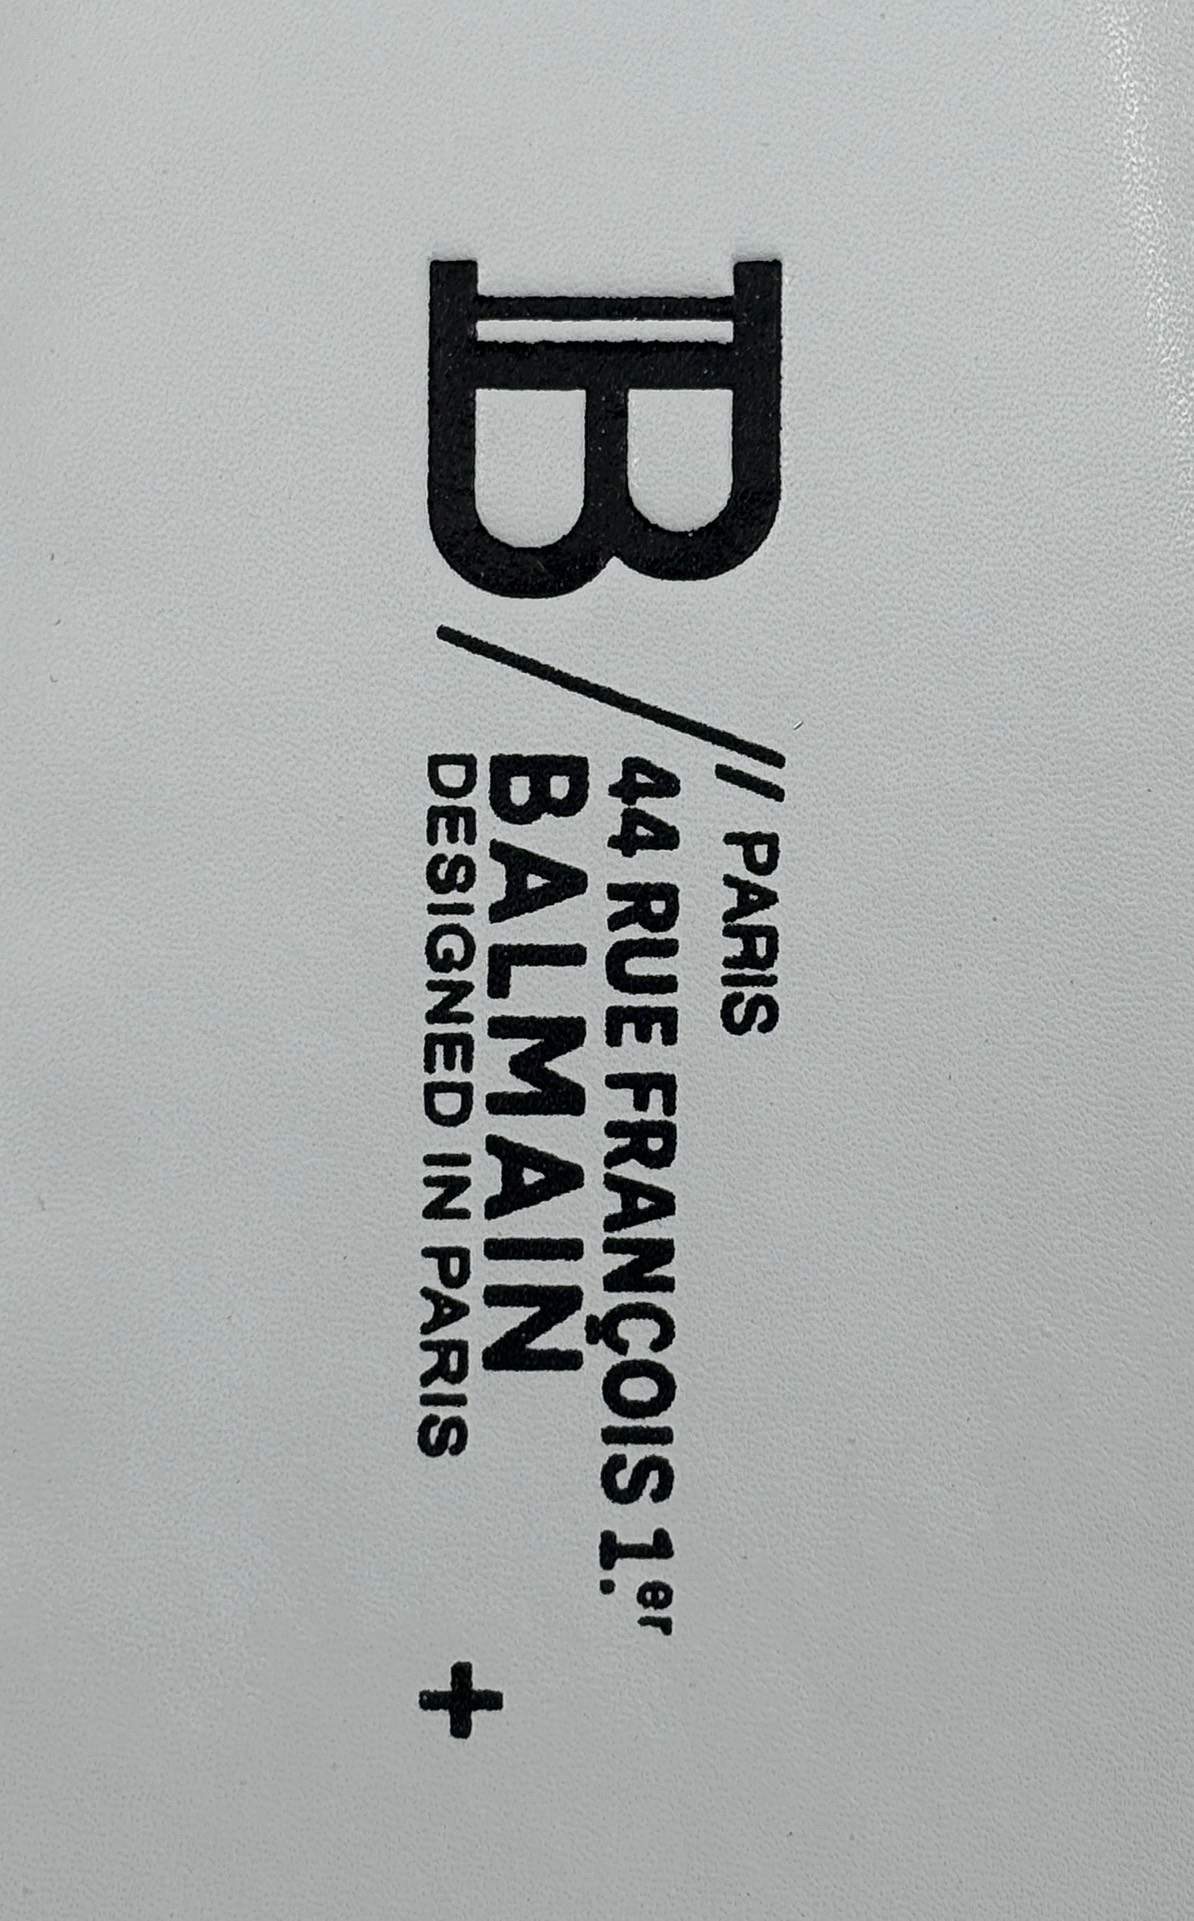 B
// PARIS
44 RUE FRANÇOIS 1.er
BALMAIN
DESIGNED IN PARIS +